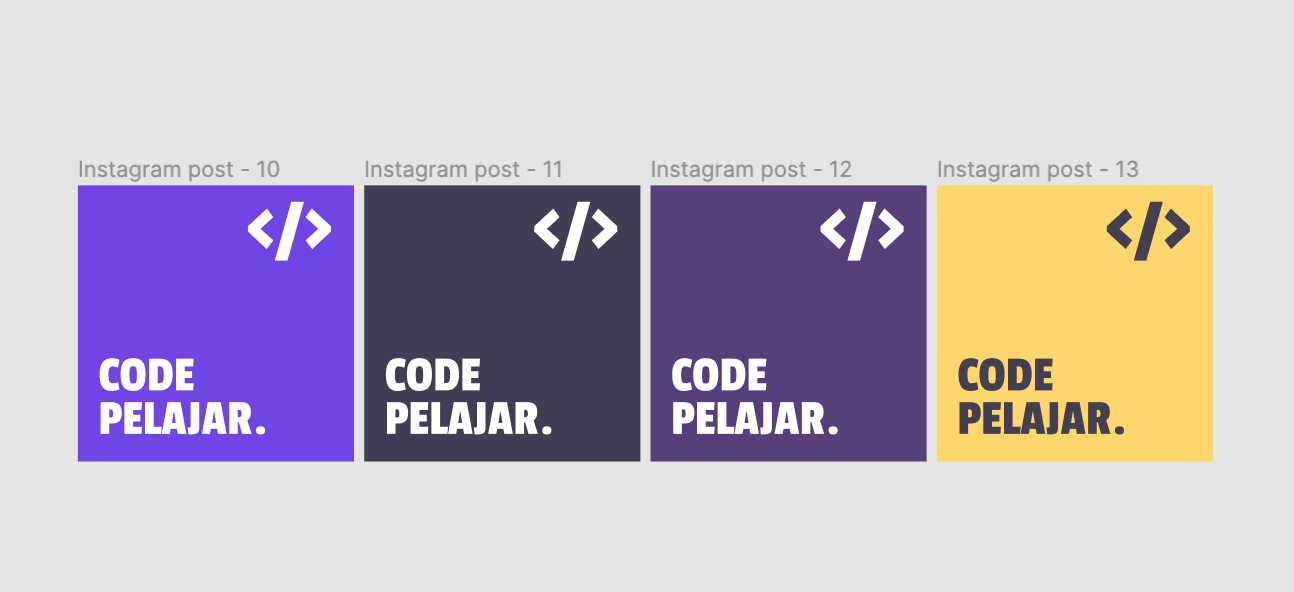 Instagram post - 10
Instagram post - 11
Instagram post - 12
Instagram post - 13
</>
CODE
PELAJAR.
</>
CODE
PELAJAR.
</>
CODE
PELAJAR.
</>
CODE
PELAJAR.